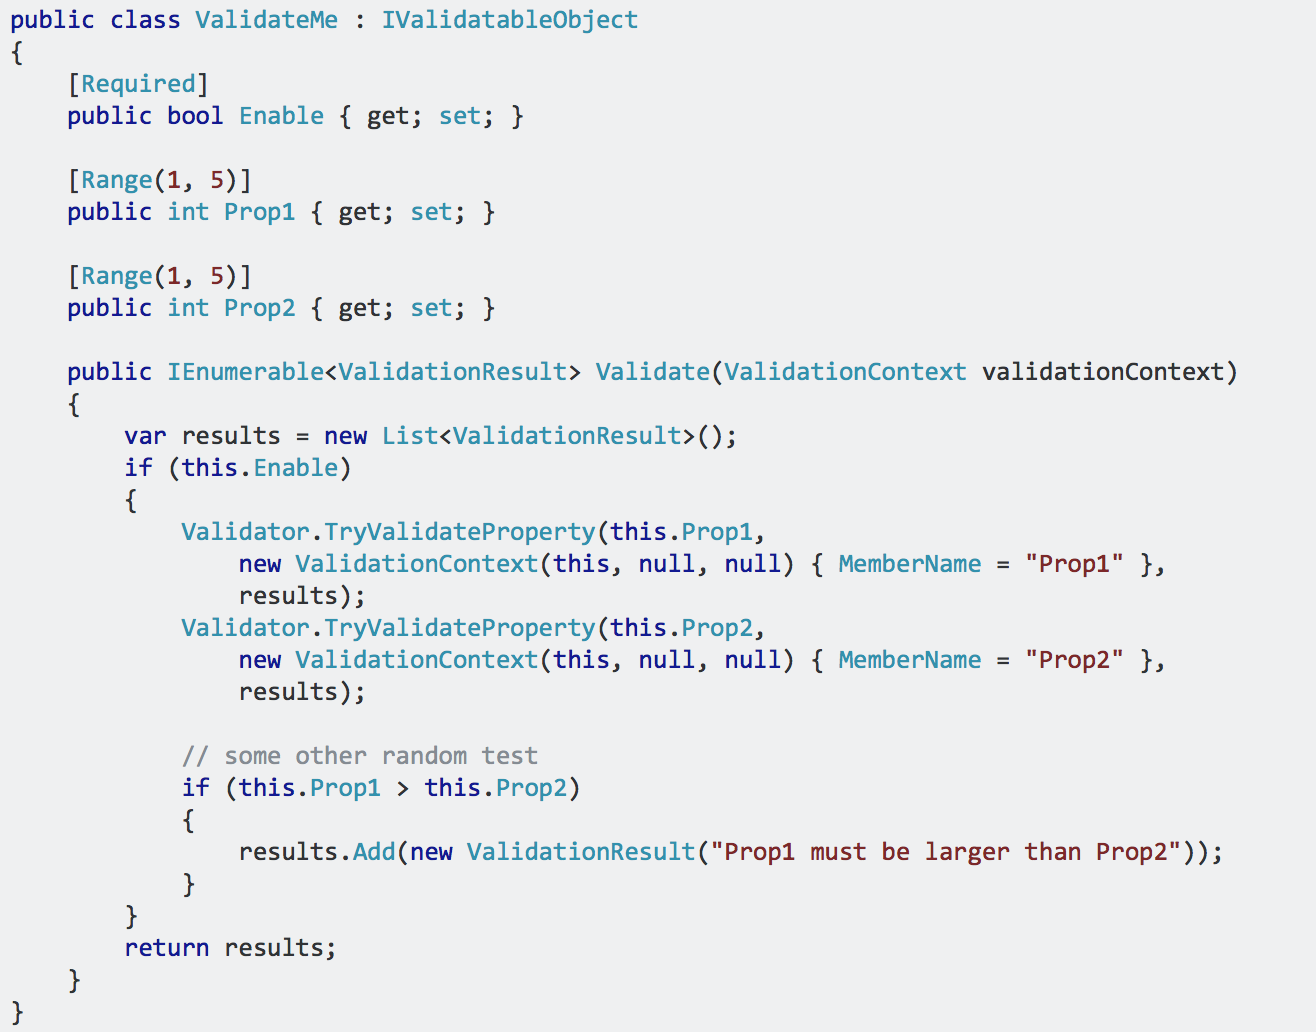 public class ValidateMe : IValidatableObject
{
    [Required]
    public bool Enable { get; set; }

    [Range(1, 5)]
    public int Prop1 { get; set; }

    [Range(1, 5)]
    public int Prop2 { get; set; }

    public IEnumerable<ValidationResult> Validate(ValidationContext validationContext)
    {
        var results = new List<ValidationResult>();
        if (this.Enable)
        {
            Validator.TryValidateProperty(this.Prop1,
                new ValidationContext(this, null, null) { MemberName = "Prop1" },
                results);
            Validator.TryValidateProperty(this.Prop2,
                new ValidationContext(this, null, null) { MemberName = "Prop2" },
                results);

            // some other random test
            if (this.Prop1 > this.Prop2)
            {
                results.Add(new ValidationResult("Prop1 must be larger than Prop2"));
            }
        }
        return results;
    }
}